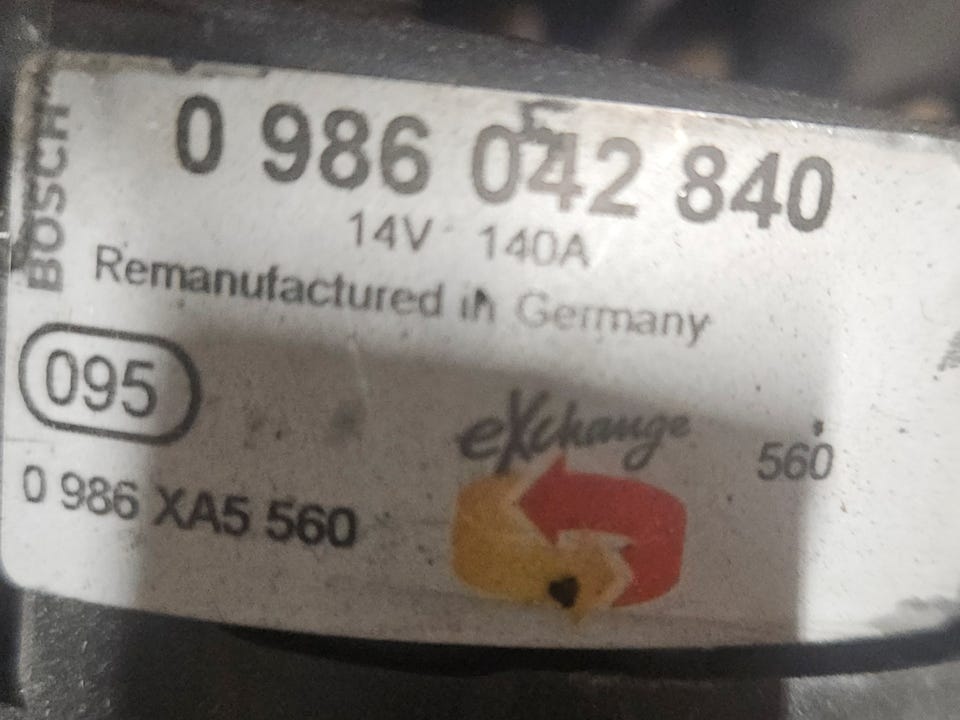 BOSCH
0 986 042 840
14V 140A
Remanufactured in Germany
095
eXchange
560
0 986 XA5 560